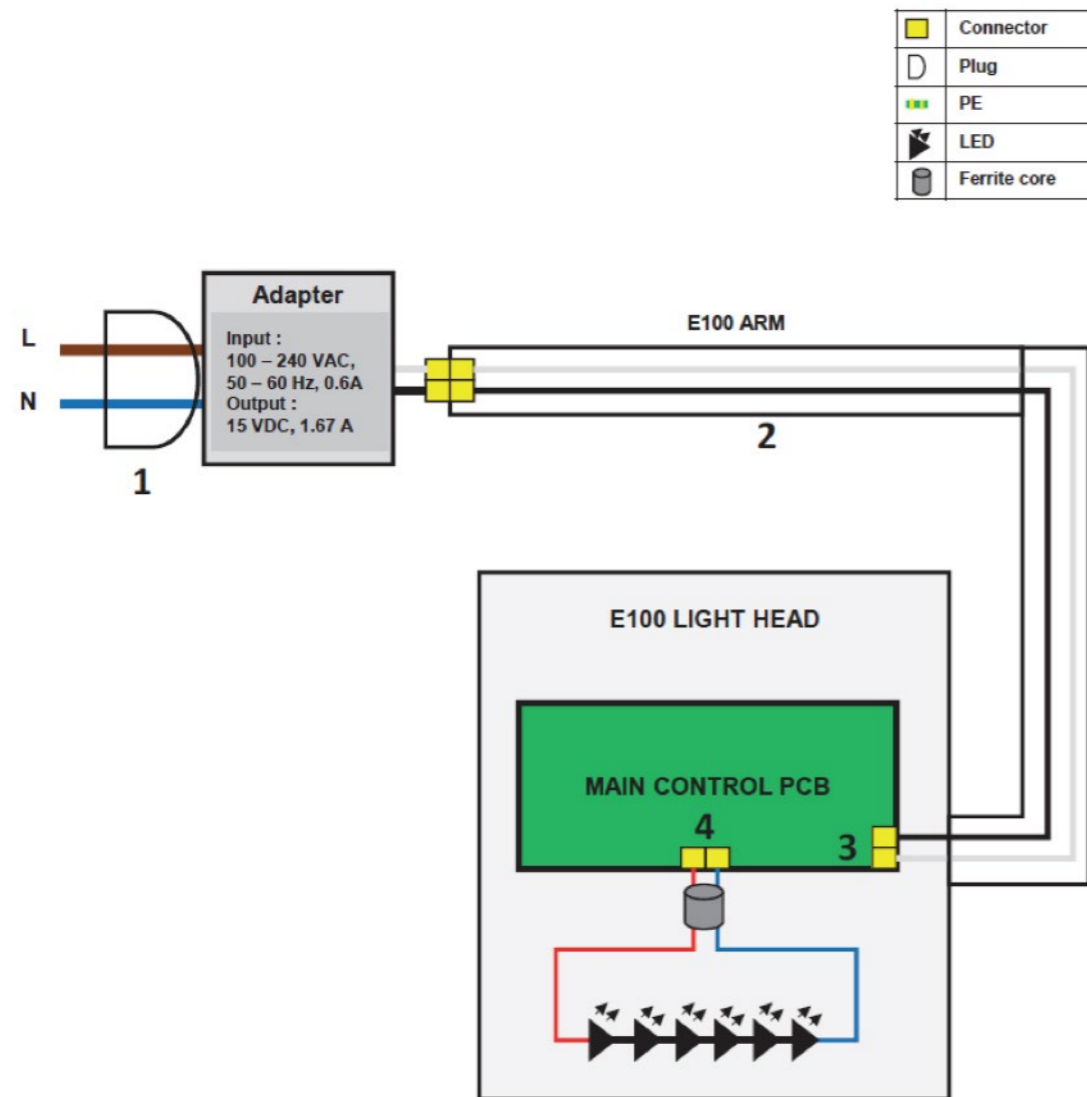 Connector
Plug
PE
LED
Ferrite core
Adapter
E100 ARM
L
Input :
100 – 240 VAC,
50 – 60 Hz, 0.6A
N
Output :
15 VDC, 1.67 A
2
1
E100 LIGHT HEAD
MAIN CONTROL PCB
4
3